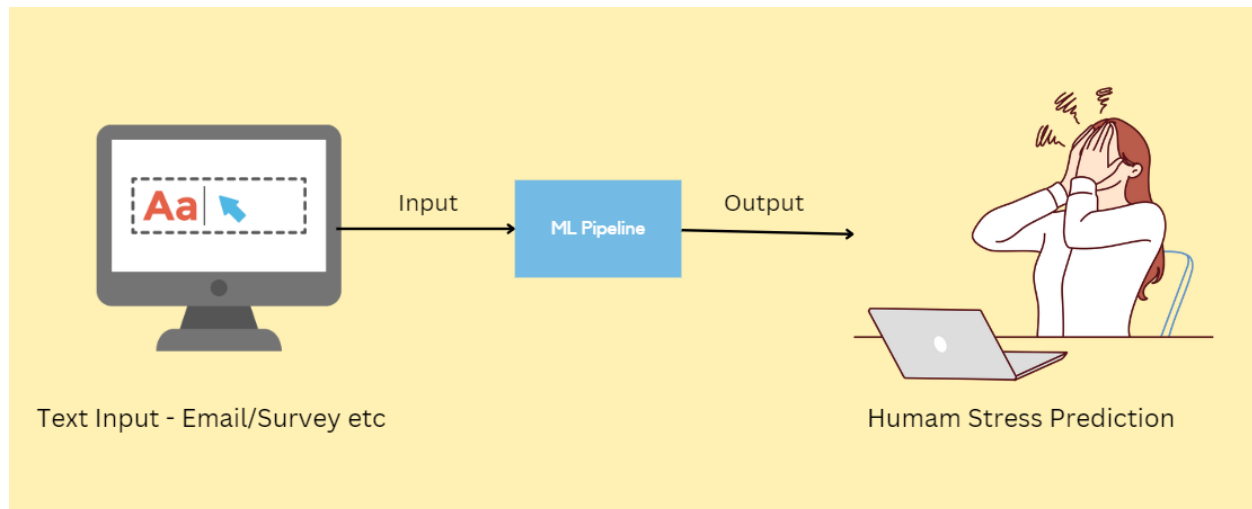 Aa
Input
ML Pipeline
Output
Text Input - Email/Survey etc
Humam Stress Prediction